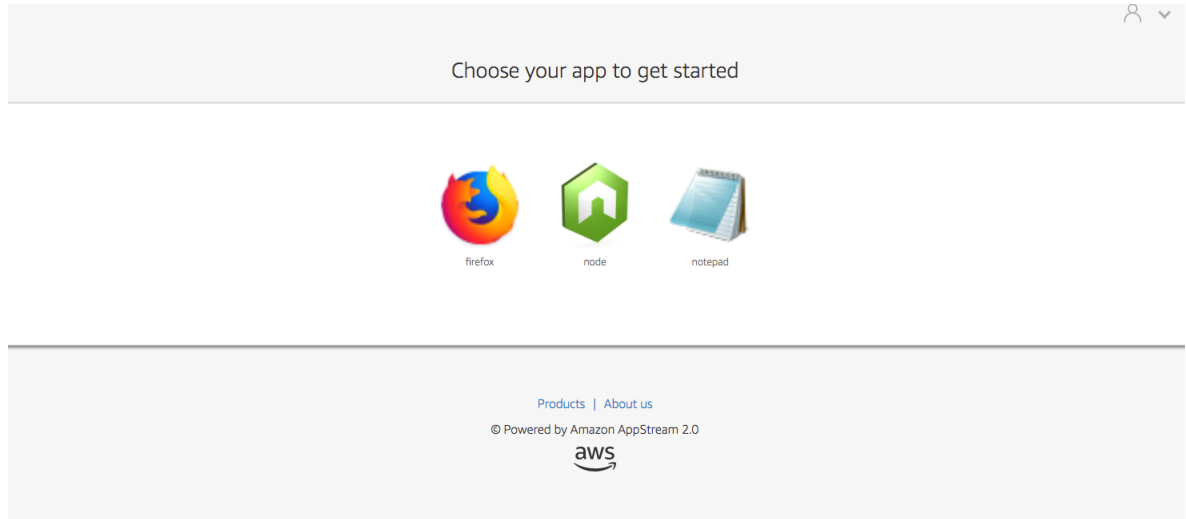 Choose your app to get started
firefox
node
notepad
Products | About us
© Powered by Amazon AppStream 2.0
aws